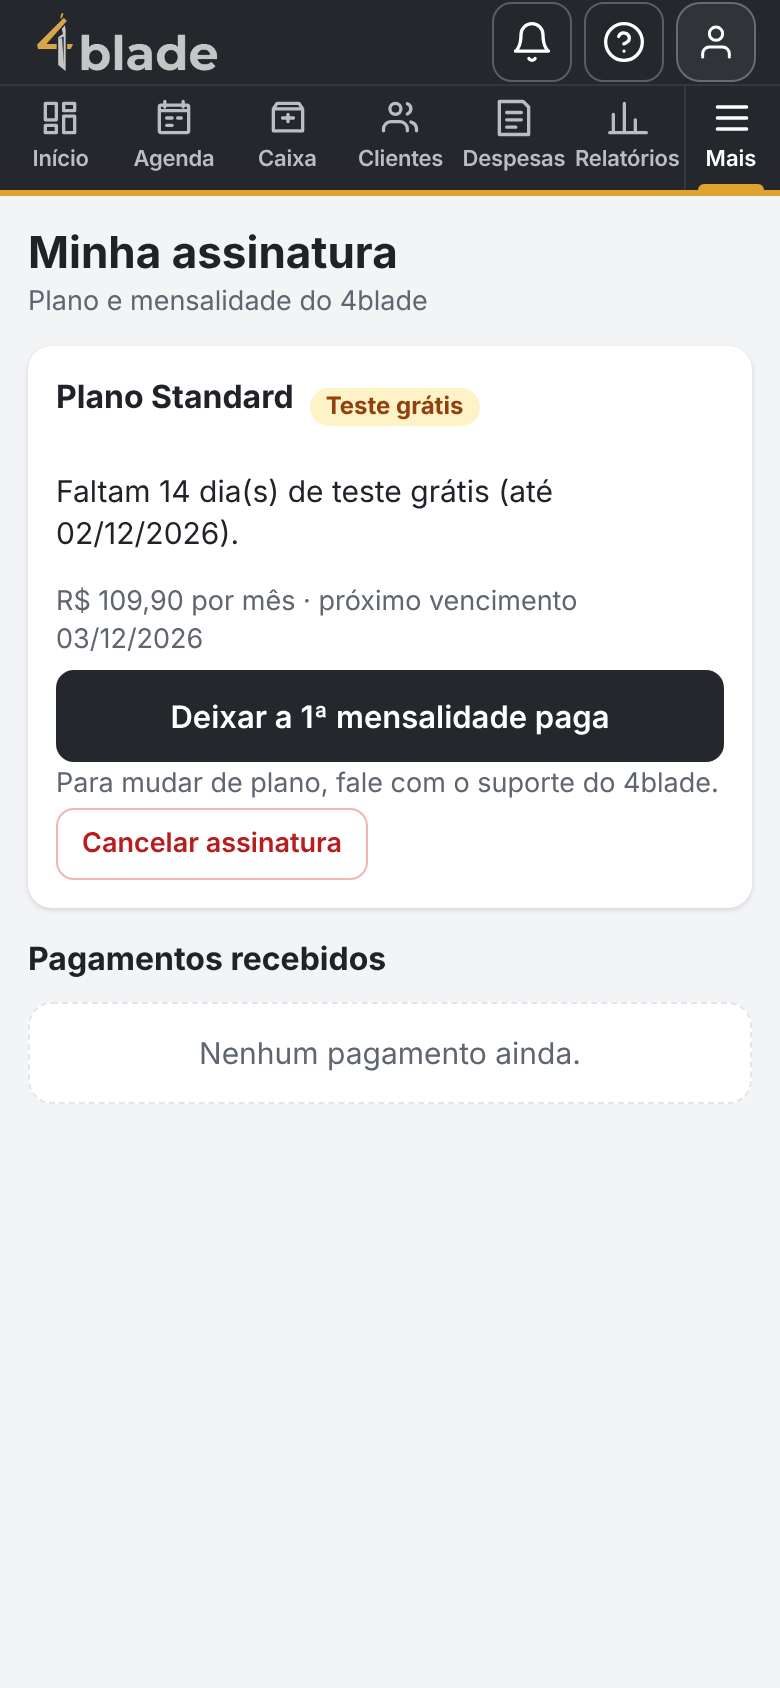 4blade
Início
Agenda
Caixa
Clientes
Despesas
Relatórios
Mais
Minha assinatura
Plano e mensalidade do 4blade
Plano Standard
Teste grátis
Faltam 14 dia(s) de teste grátis (até
02/12/2026).
R$ 109,90 por mês · próximo vencimento
03/12/2026
Deixar a 1ª mensalidade paga
Para mudar de plano, fale com o suporte do 4blade.
Cancelar assinatura
Pagamentos recebidos
Nenhum pagamento ainda.